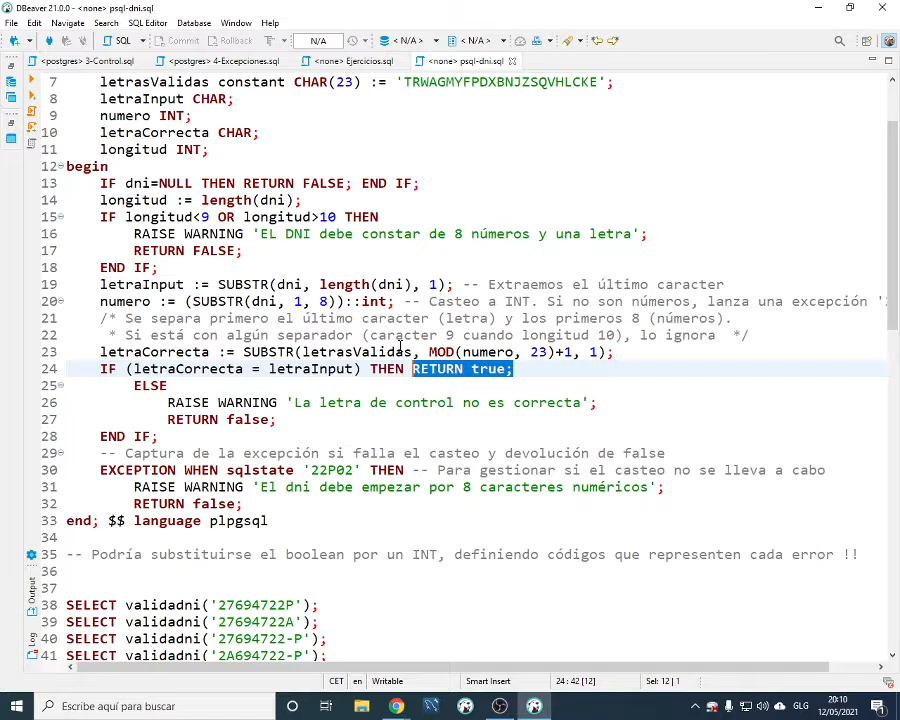 DBeaver 21.0.0 - <none> psql-dni.sql
File Edit Navigate Search SQL Editor Database Window Help
SQL Commit Rollback T N/A < N/A > < N/A >
<postgres> 3-Control.sql <postgres> 4-Excepciones.sql <none> Ejercicios.sql <none> psql-dni.sql
7 letrasValidas constant CHAR(23) := 'TRWAGMYFPDXBNJZSQVHLCKE';
8 letraInput CHAR;
9 numero INT;
10 letraCorrecta CHAR;
11 longitud INT;
12 begin
13 IF dni=NULL THEN RETURN FALSE; END IF;
14 longitud := length(dni);
15 IF longitud<9 OR longitud>10 THEN
16 RAISE WARNING 'EL DNI debe constar de 8 números y una letra';
17 RETURN FALSE;
18 END IF;
19 letraInput := SUBSTR(dni, length(dni), 1); -- Extraemos el último caracter
20 numero := (SUBSTR(dni, 1, 8))::int; -- Casteo a INT. Si no son números, lanza una excepción
21 /* Se separa primero el último caracter (letra) y los primeros 8 (números).
22 * Si está con algún separador (caracter 9 cuando longitud 10), lo ignora */
23 letraCorrecta := SUBSTR(letrasValidas, MOD(numero, 23)+1, 1);
24 IF (letraCorrecta = letraInput) THEN RETURN true;
25 ELSE
26 RAISE WARNING 'La letra de control no es correcta';
27 RETURN false;
28 END IF;
29 -- Captura de la excepción si falla el casteo y devolución de false
30 EXCEPTION WHEN sqlstate '22P02' THEN -- Para gestionar si el casteo no se lleva a cabo
31 RAISE WARNING 'El dni debe empezar por 8 caracteres numéricos';
32 RETURN false;
33 end; $$ language plpgsql
34
35 -- Podría substituirse el boolean por un INT, definiendo códigos que representen cada error !!
36
37
38 SELECT validadni('27694722P');
39 SELECT validadni('27694722A');
40 SELECT validadni('27694722-P');
41 SELECT validadni('2A694722-P');
Output
Log
CET en Writable Smart Insert 24 : 42 [12] Sel: 12 | 1
Escribe aquí para buscar
GLG 20:10
12/05/2021
1